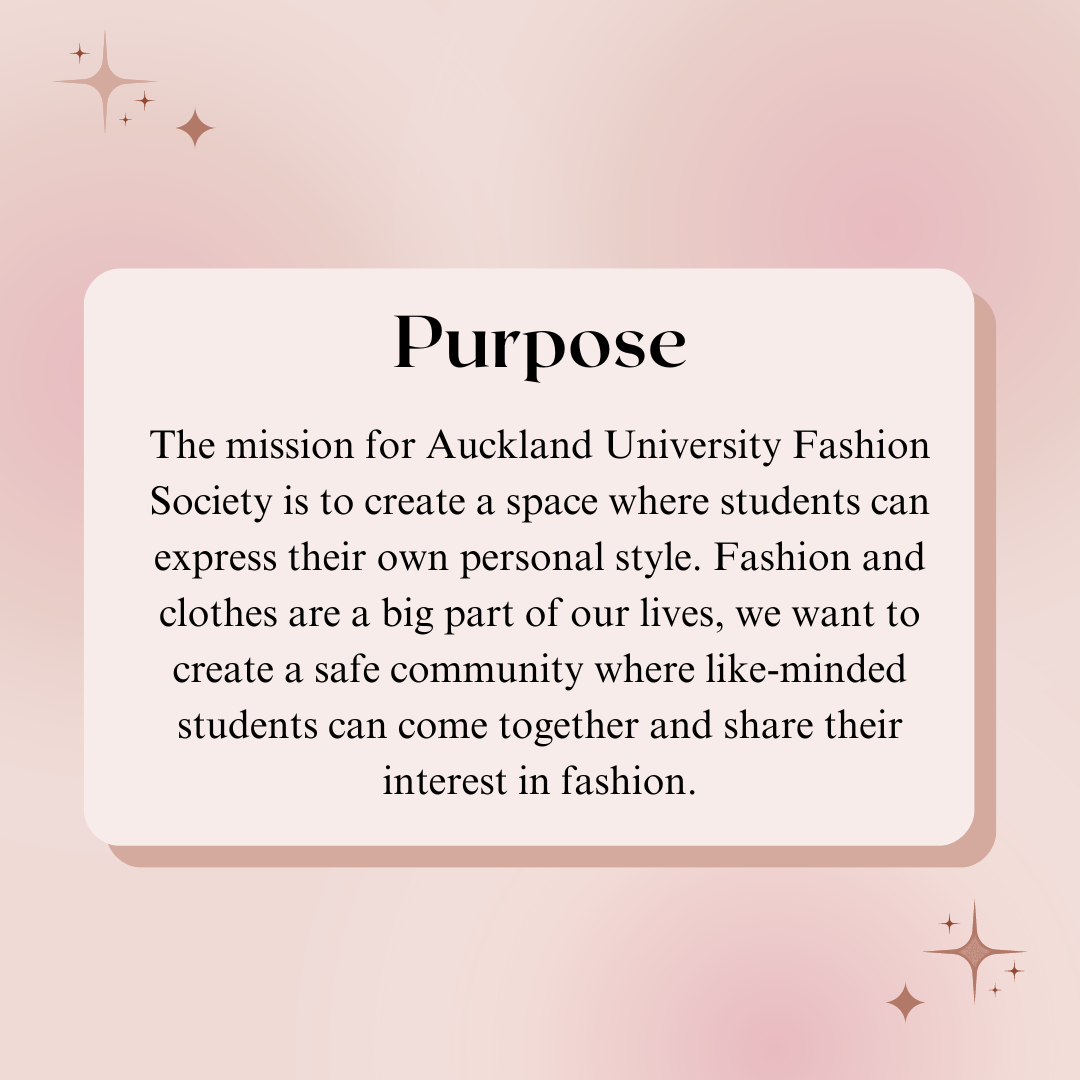 Purpose
The mission for Auckland University Fashion
Society is to create a space where students can
express their own personal style. Fashion and
clothes are a big part of our lives, we want to
create a safe community where like-minded
students can come together and share their
interest in fashion.